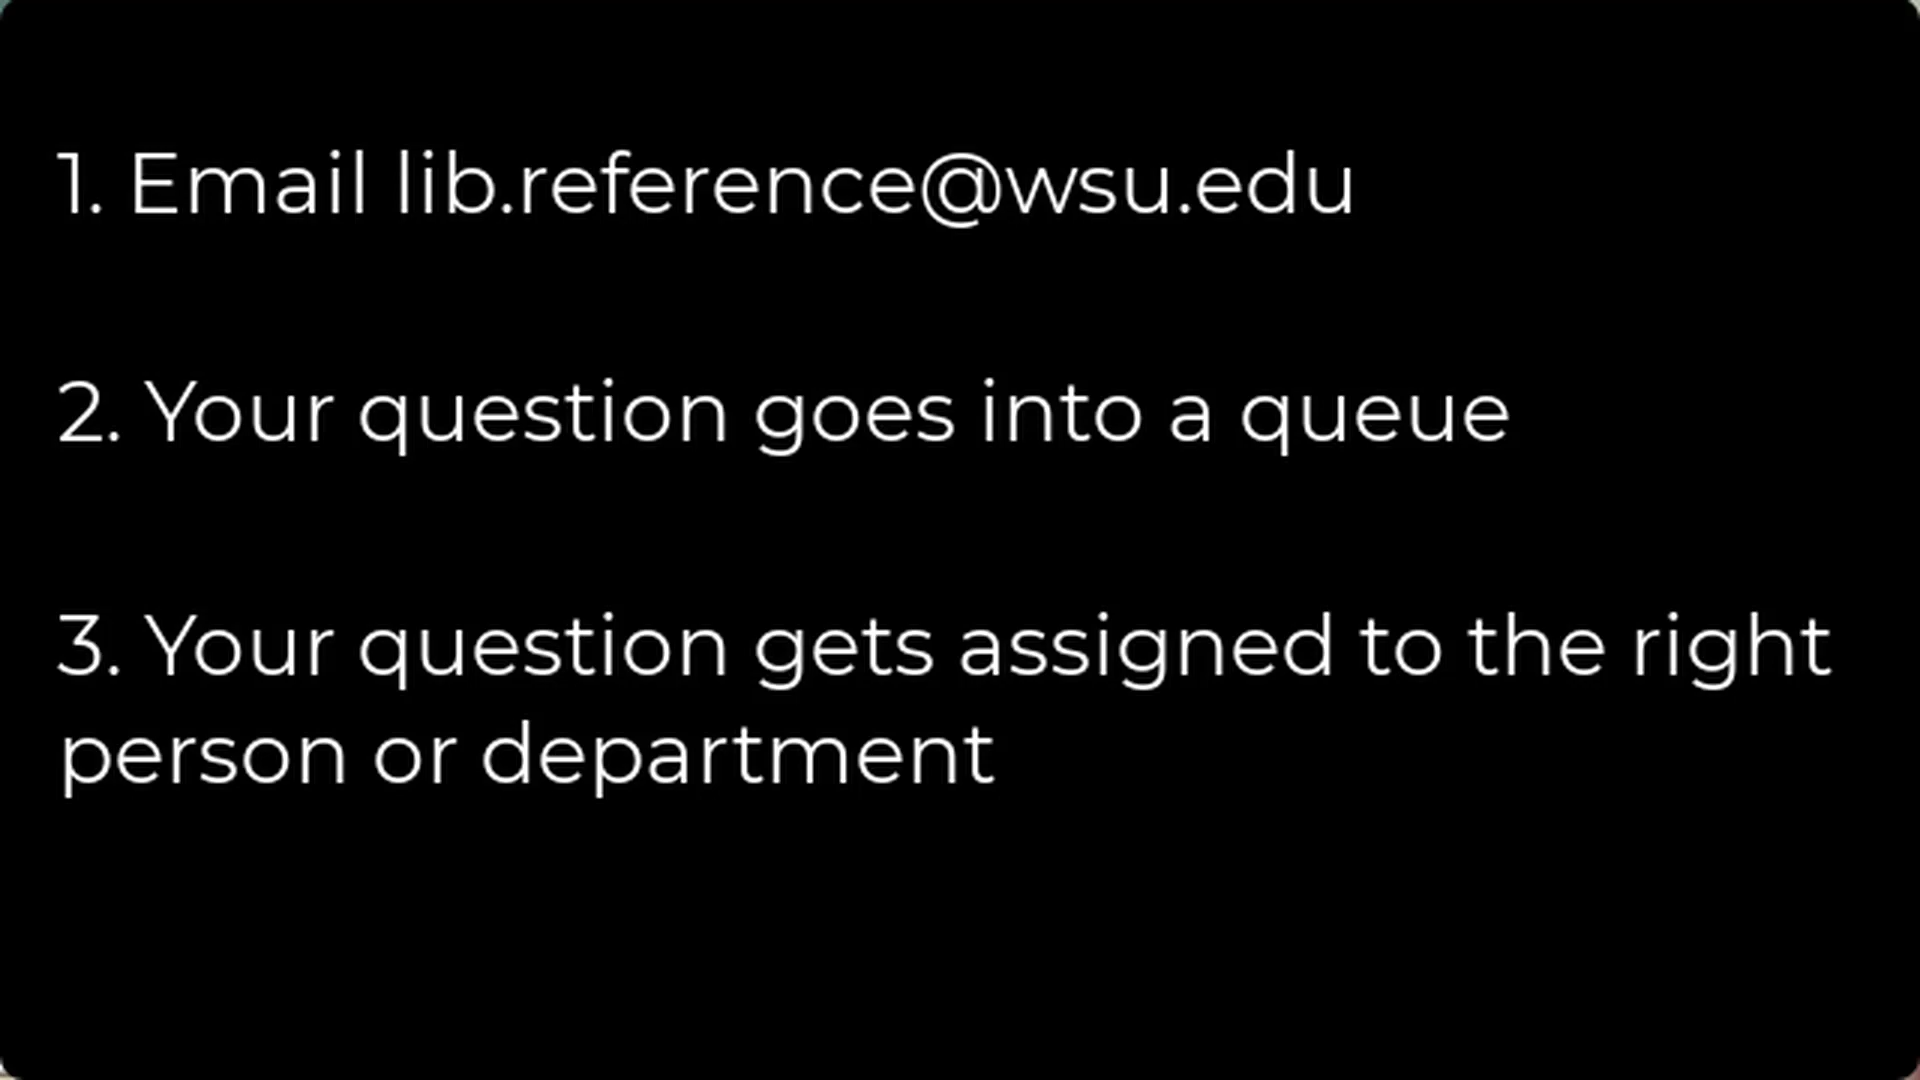 1. Email lib.reference@wsu.edu
2. Your question goes into a queue
3. Your question gets assigned to the right
person or department